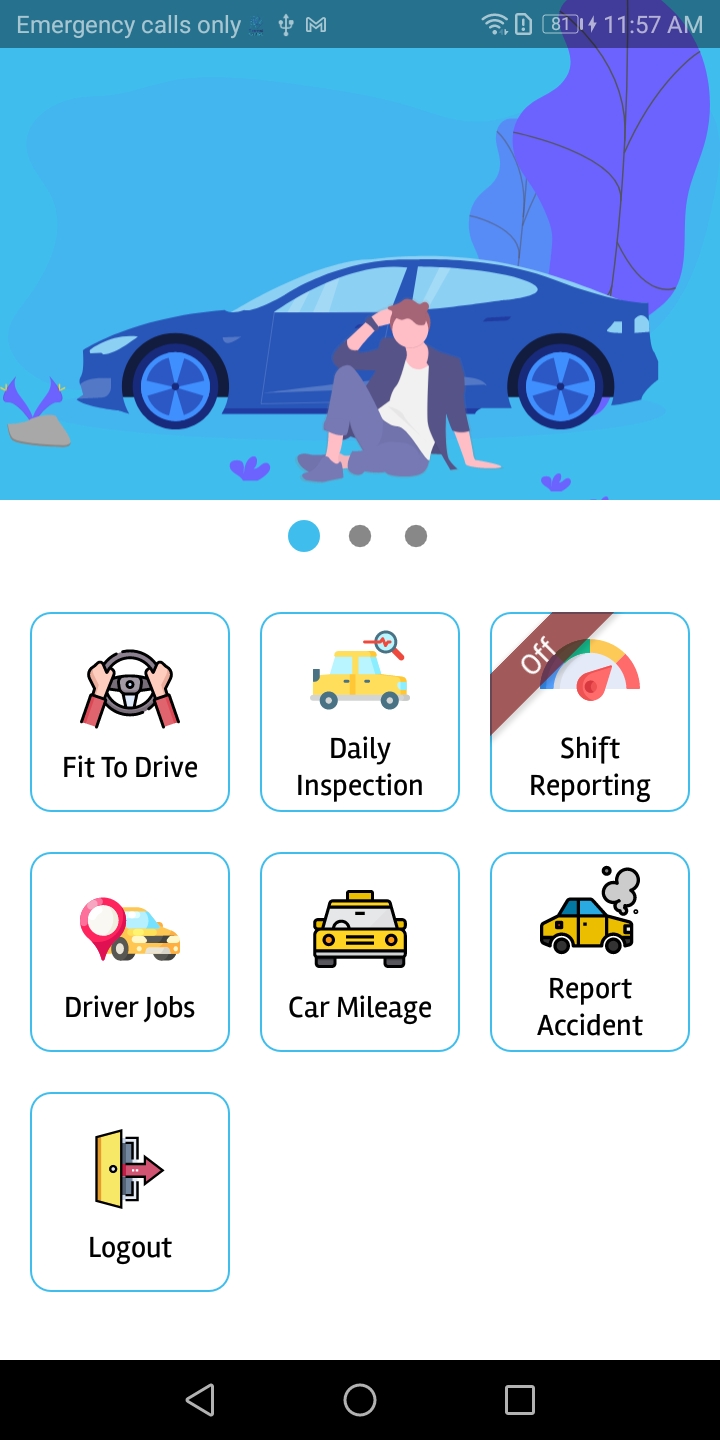 Emergency calls only
81
11:57 AM
Off
Fit To Drive
Daily
Inspection
Shift
Reporting
Driver Jobs
Car Mileage
Report
Accident
Logout